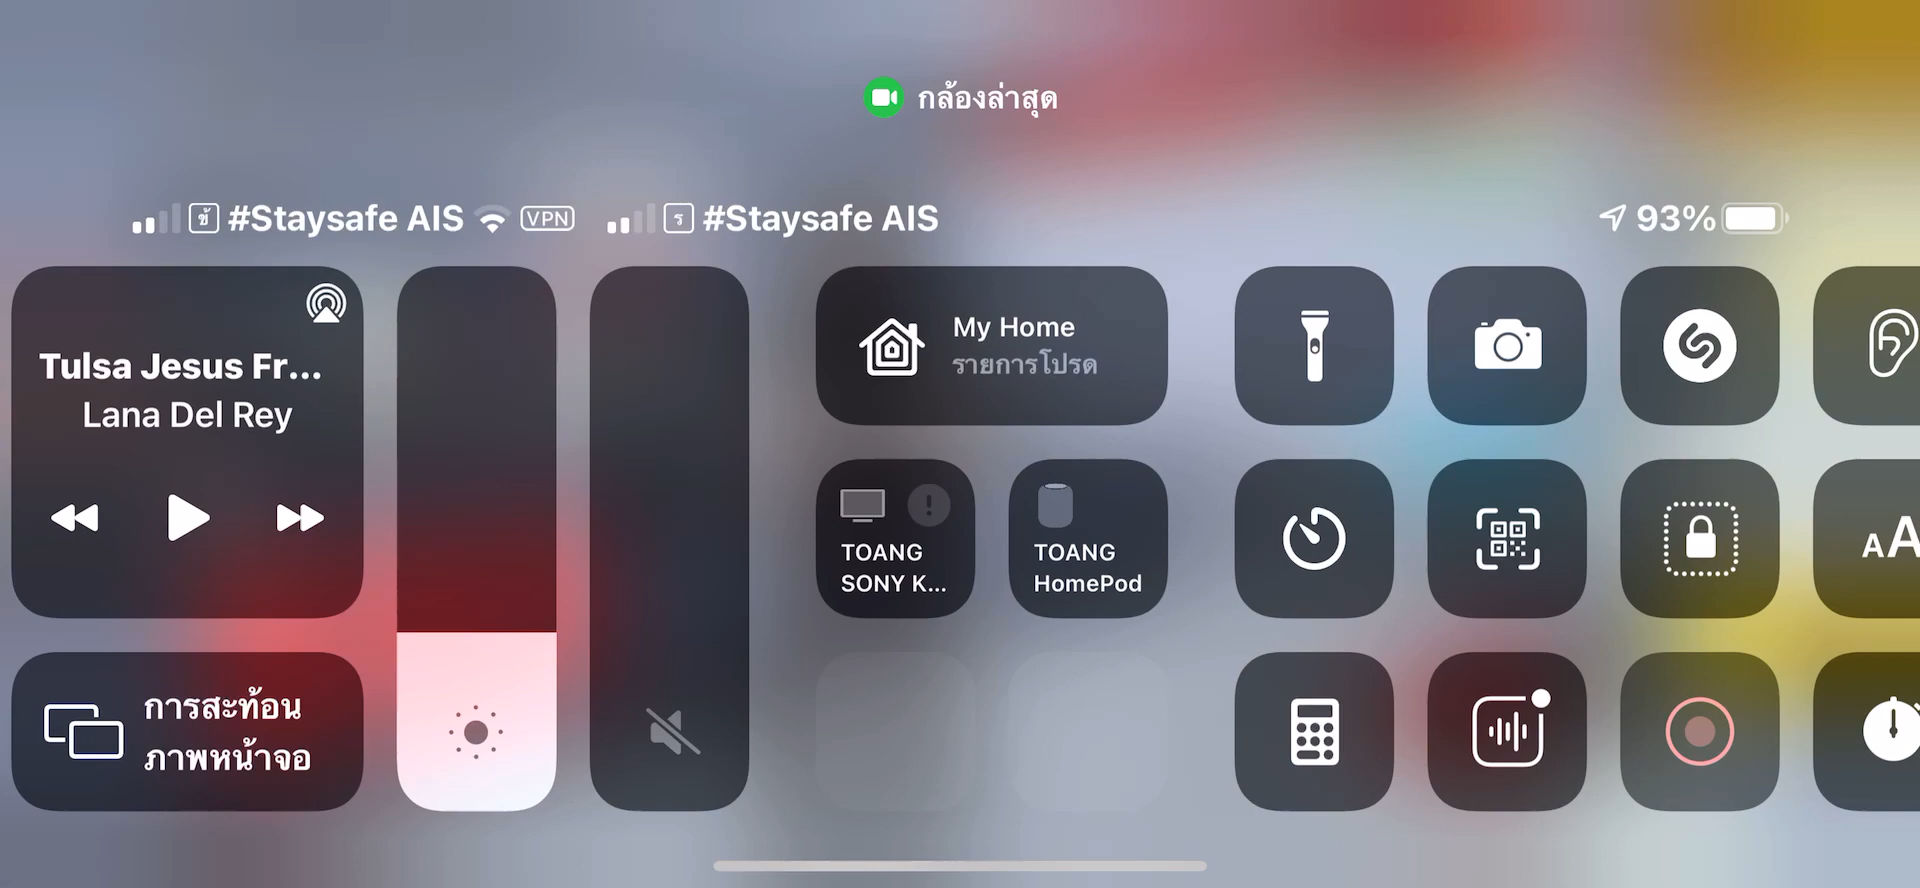 กล้องล่าสุด
ข้ #Staysafe AIS VPN ร #Staysafe AIS 93%
Tulsa Jesus Fr...
Lana Del Rey
การสะท้อน
ภาพหน้าจอ
My Home
รายการโปรด
TOANG
SONY K...
TOANG
HomePod
AA